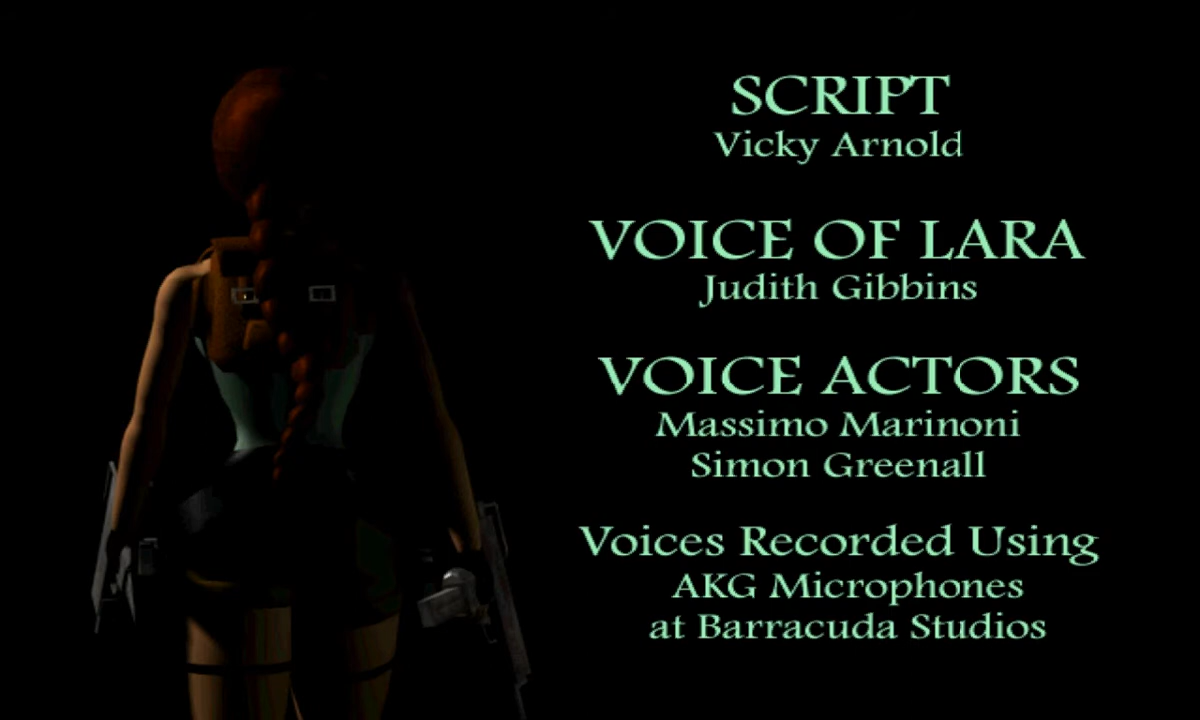 SCRIPT
Vicky Arnold
VOICE OF LARA
Judith Gibbins
VOICE ACTORS
Massimo Marinoni
Simon Greenall
Voices Recorded Using
AKG Microphones
at Barracuda Studios